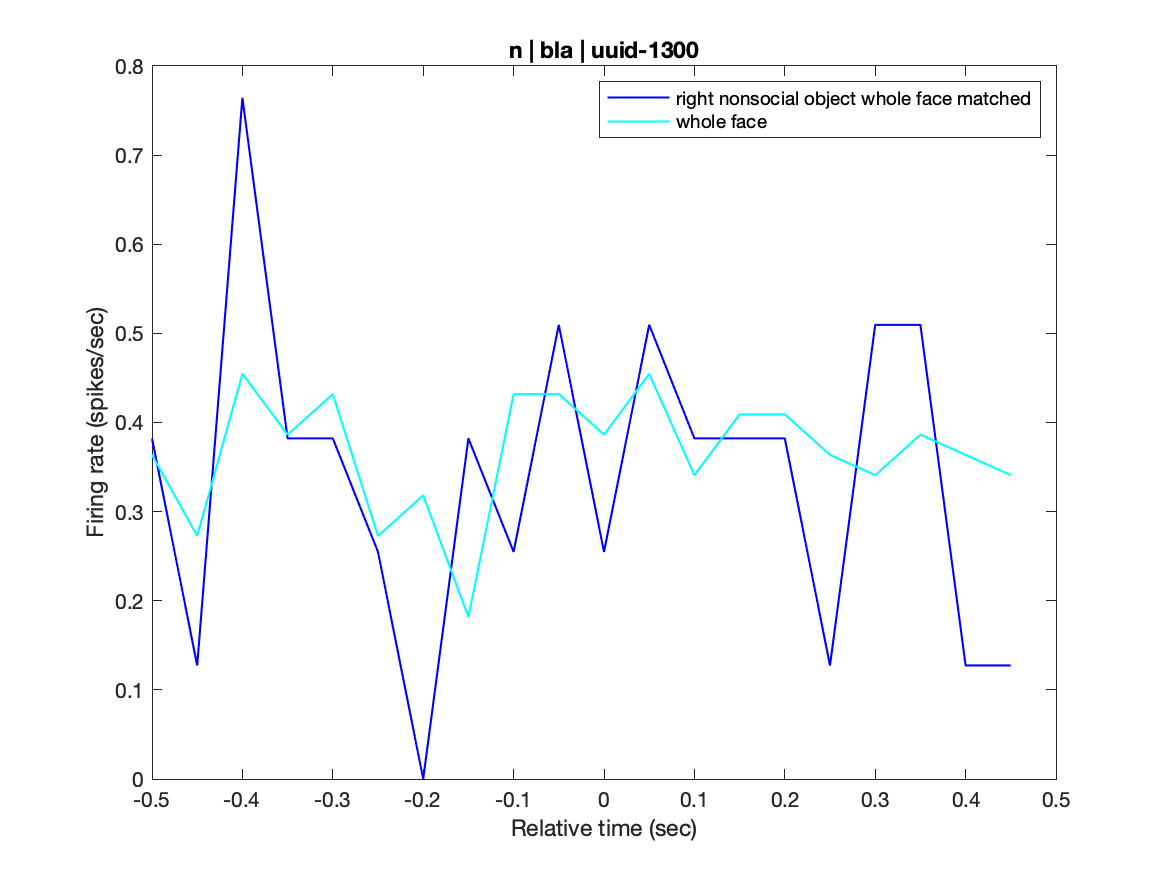 n | bla | uuid-1300
right nonsocial object whole face matched
whole face
0.8
0.7
0.6
0.5
0.4
0.3
0.2
0.1
0
Firing rate (spikes/sec)
-0.5 -0.4 -0.3 -0.2 -0.1 0 0.1 0.2 0.3 0.4 0.5
Relative time (sec)